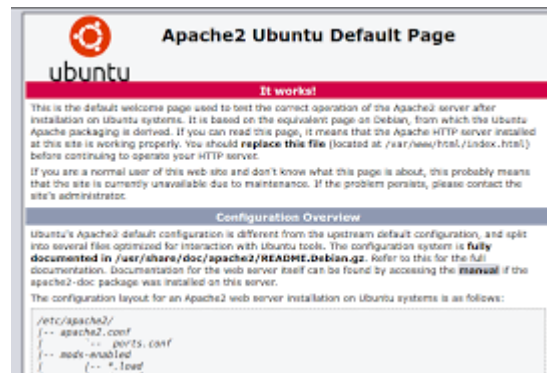 Apache2 Ubuntu Default Page
ubuntu
It works!
This is the default welcome page used to test the correct operation of the Apache2 server after
installation on Ubuntu systems. It is based on the equivalent page on Debian, from which the Ubuntu
Apache packaging is derived. If you can read this page, it means that the Apache HTTP server installed
at this site is working properly. You should replace this file (located at /var/www/html/index.html)
before continuing to operate your HTTP server.
If you are a normal user of this web site and don't know what this page is about, this probably means
that the site is currently unavailable due to maintenance. If the problem persists, please contact the
site's administrator.
Configuration Overview
Ubuntu's Apache2 default configuration is different from the upstream default configuration, and split
into several files optimized for interaction with Ubuntu tools. The configuration system is fully
documented in /usr/share/doc/apache2/README.Debian.gz. Refer to this for the full
documentation. Documentation for the web server itself can be found by accessing the manual if the
apache2-doc package was installed on this server.
The configuration layout for an Apache2 web server installation on Ubuntu systems is as follows:
/etc/apache2/
|-- apache2.conf
|       `--  ports.conf
|-- mods-enabled
|       |-- *.load